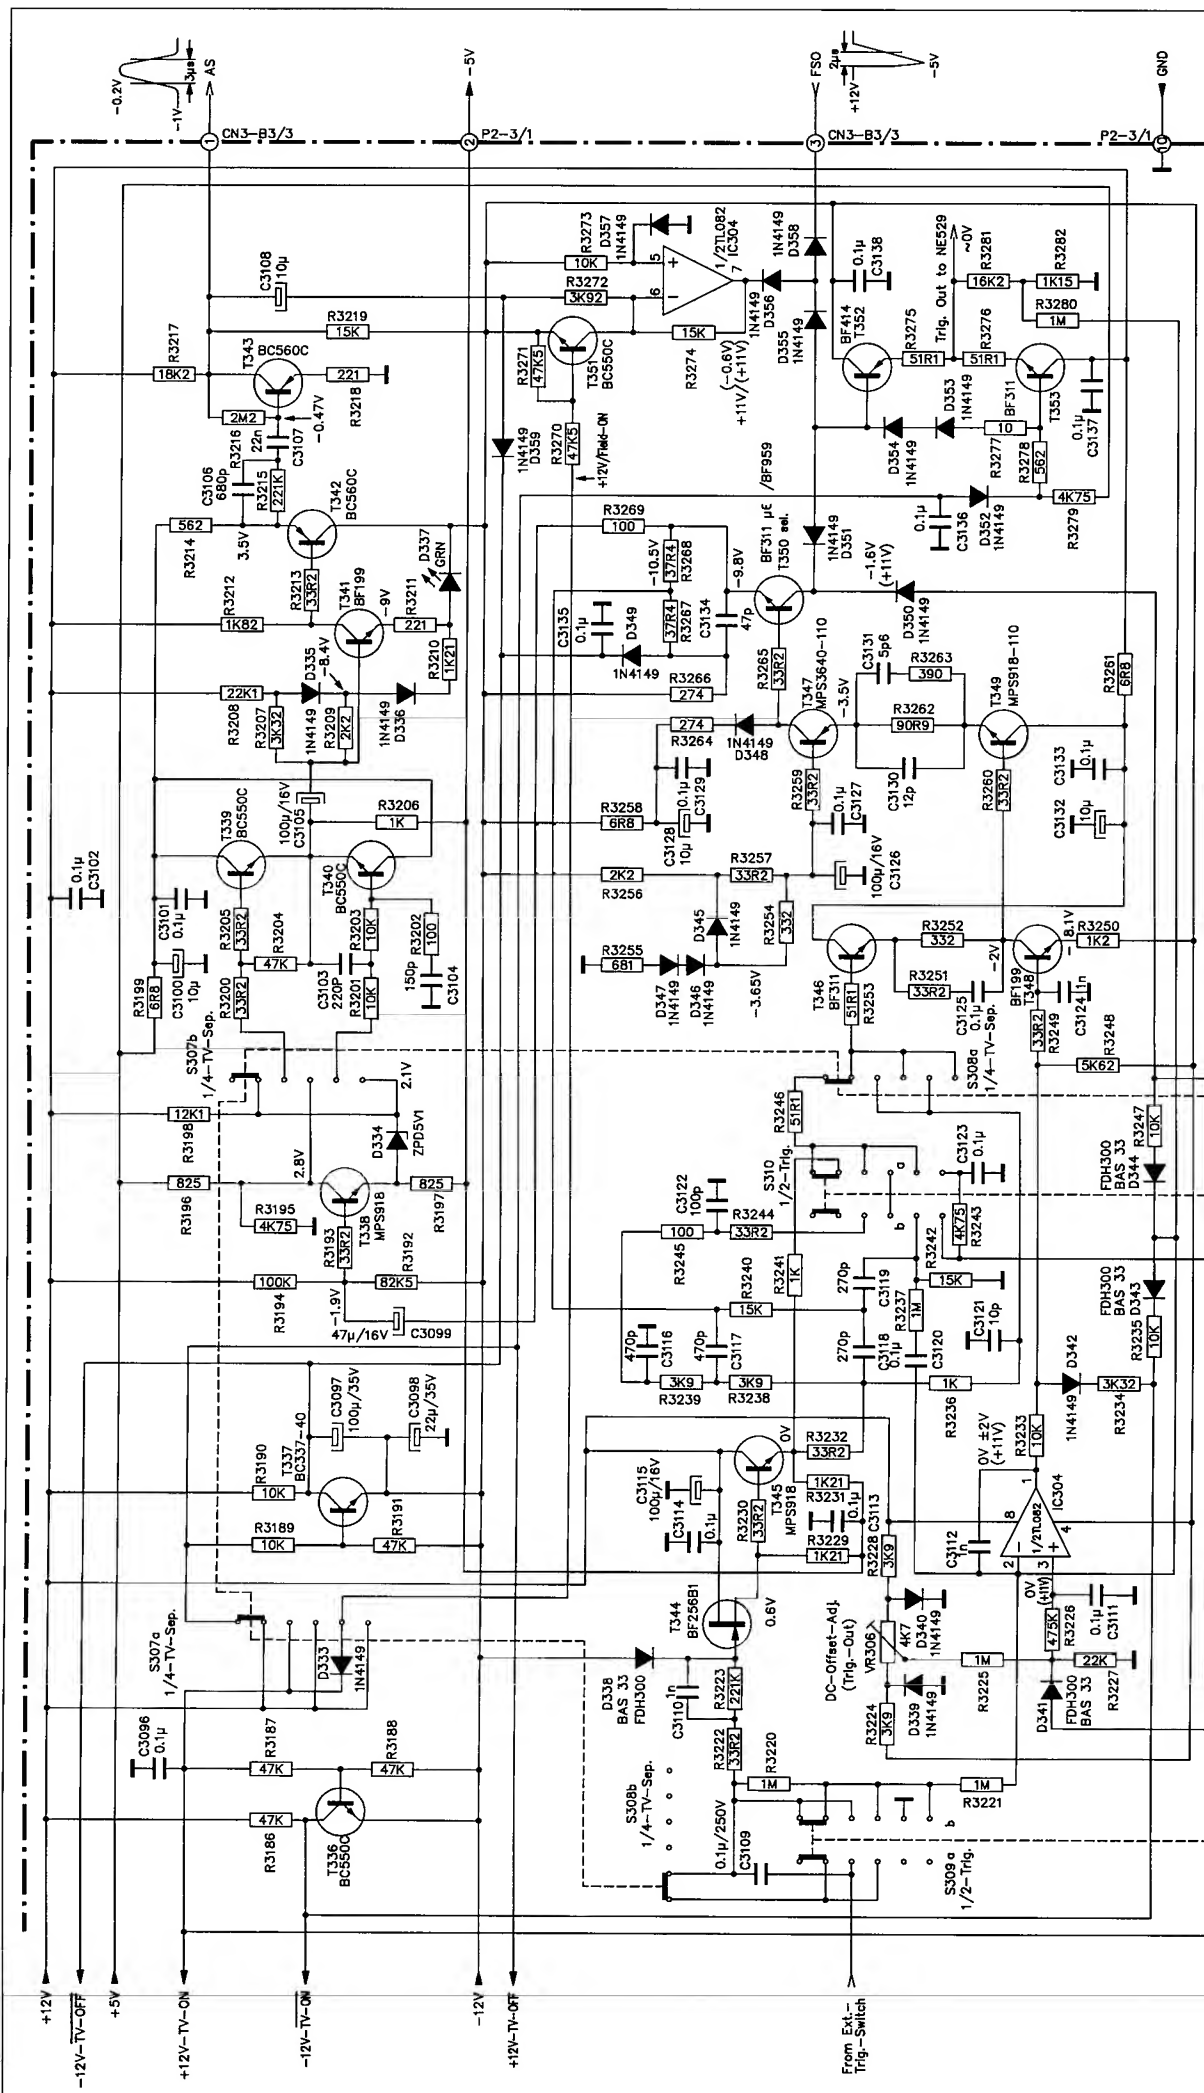 -0.2V
-1V
3µs
AS
-5V
FSO
2µs
+12V
-5V
GND
1
CN3-B3/3
2
P2-3/1
3
CN3-B3/3
P2-3/1
10
C3108
10µ
R3219
15K
R3217
18K2
T343
BC560C
221
R3218
2M2
R3216
-0.47V
22n
C3107
C3106
680p
R3215
221K
T342
BC560C
562
R3214
3.5V
R3213
33R2
D337
GRN
R3212
1K82
T341
BF199
-9V
R3211
221
R3210
1K21
D335
-8.4V
22K1
R3208
R3207
3K32
1N4149
R3209
2K2
1N4149
D336
T339
BC550C
100µ/16V
C3105
R3206
1K
T340
BC550C
0.1µ
C3102
C3101
0.1µ
R3205
33R2
R3204
47K
R3203
10K
R3202
100
150p
C3104
R3199
6R8
C3100
10µ
R3200
33R2
C3103
220P
R3201
10K
S307b
1/4-TV-Sep.
2.1V
12K1
R3198
D334
ZPD5V1
2.8V
825
R3196
R3195
4K75
T338
MPS918
825
R3197
R3193
33R2
R3192
82K5
100K
R3194
-1.9V
47µ/16V
C3099
C3097
100µ/35V
C3098
22µ/35V
T337
BC337-40
R3190
10K
R3189
10K
R3191
47K
S307a
1/4-TV-Sep.
D333
1N4149
C3096
0.1µ
R3187
47K
R3188
47K
47K
R3186
T336
BC550C
+12V
-12V-TV-OFF
+5V
+12V-TV-ON
-12V-TV-ON
-12V
+12V-TV-OFF
From Ext.-
Trig.-Switch
R3273
10K
D357
1N4149
R3272
3K92
5
6
7
1/2TL082
IC304
R3271
47K5
T351
BC550C
15K
R3274
1N4149
D356
1N4149
D358
D355
1N4149
(-0.6V)
+11V/(+11V)
1N4149
D359
R3270
47K5
+12V/Field-ON
0.1µ
C3138
BF414
T352
R3275
51R1
Trig. Out to NE529
~0V
R3281
16K2
R3282
1K15
R3280
1M
R3276
51R1
BF311
T353
0.1µ
C3137
D353
1N4149
D354
1N4149
10
R3277
R3278
562
0.1µ
C3136
D352
1N4149
4K75
R3279
R3269
100
-10.5V
37R4
R3268
37R4
R3267
C3135
0.1µ
D349
1N4149
C3134
47p
-9.8V
BF311 µE /BF959
T350 sel.
D351
1N4149
-1.6V
(+11V)
D350
1N4149
R3266
274
R3265
33R2
274
R3264
1N4149
D348
T347
MPS3640-110
-3.5V
C3131
5p6
R3263
390
R3262
90R9
C3130
12p
T349
MPS918-110
R3261
6R8
R3259
33R2
R3260
33R2
R3258
6R8
0.1µ
C3129
C3128
10µ
0.1µ
C3127
100µ/16V
C3126
C3133
0.1µ
C3132
10µ
2K2
R3256
R3257
33R2
R3254
332
D345
1N4149
R3255
681
D347
1N4149
D346
1N4149
-3.65V
T346
BF311
R3253
51R1
R3252
332
R3251
33R2
C3125
0.1µ
-2V
-8.1V
R3250
1K2
BF199
T348
R3249
33R2
C3124
1n
R3248
5K62
S308a
1/4-TV-Sep.
R3246
51R1
S310
1/2-Trig.
a
b
C3123
0.1µ
R3247
10K
FDH300
BAS 33
D344
C3122
100p
R3244
33R2
100
R3245
R3243
4K75
R3242
15K
R3241
1K
R3240
15K
270p
C3119
R3237
1M
C3121
10p
FDH300
BAS 33
D343
R3235
10K
470p
C3116
470p
C3117
270p
C3118
0.1µ
C3120
3K9
R3239
3K9
R3238
1K
R3236
D342
1N4149
3K32
R3234
0V ±2V
(+11V)
R3233
10K
C3115
100µ/16V
C3114
0.1µ
R3230
33R2
T345
MPS918
0V
R3232
33R2
1K21
R3231
0.1µ
C3113
R3229
1K21
R3228
3K9
C3112
1n
1
8
4
2
3
1/2TL082
IC304
T344
BF256B1
0.6V
D338
BAS 33
FDH300
C3110
1n
R3223
221K
R3222
33R2
DC-Offset-Adj.
(Trig.-Out)
VR306
4K7
D340
1N4149
R3224
3K9
D339
1N4149
0V
(+11V)
475K
R3226
0.1µ
C3111
1M
R3225
22K
R3227
D341
FDH300
BAS 33
R3220
1M
1M
R3221
S308b
1/4-TV-Sep.
0.1µ/250V
C3109
S309 a
1/2-Trig.
b